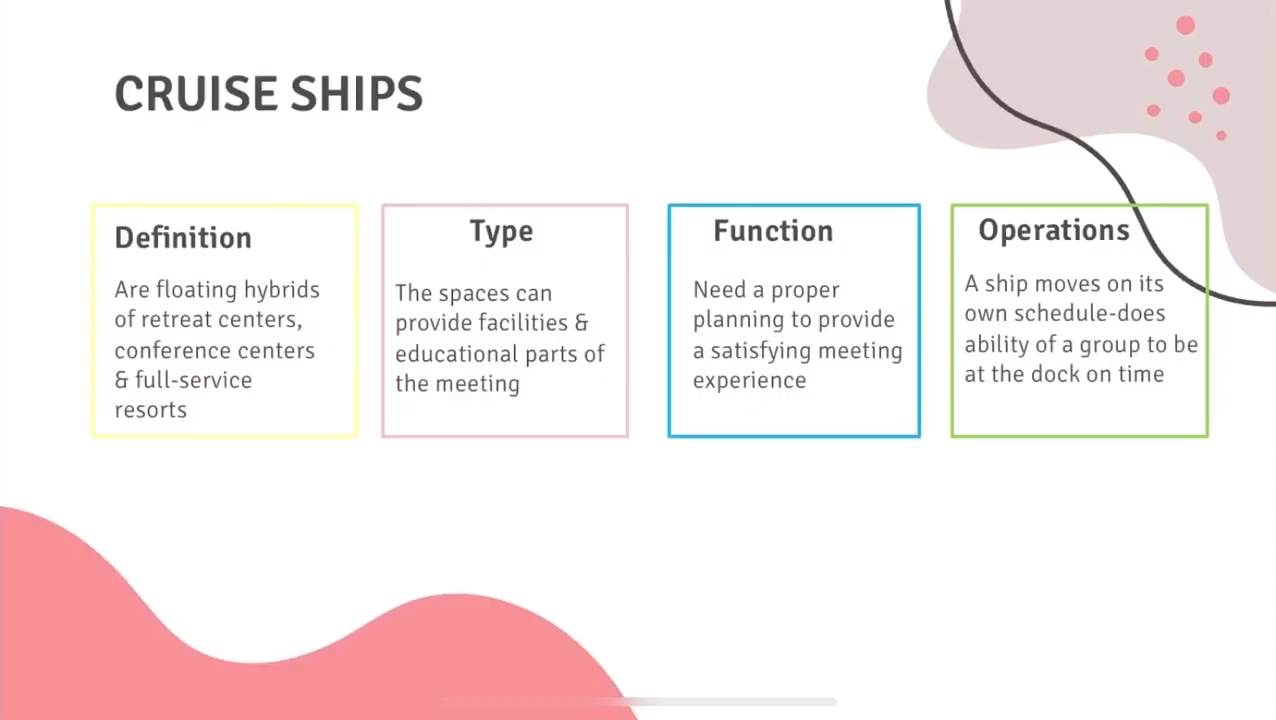 CRUISE SHIPS
Definition
Are floating hybrids
of retreat centers,
conference centers
& full-service
resorts
Type
The spaces can
provide facilities &
educational parts of
the meeting
Function
Need a proper
planning to provide
a satisfying meeting
experience
Operations
A ship moves on its
own schedule-does
ability of a group to be
at the dock on time